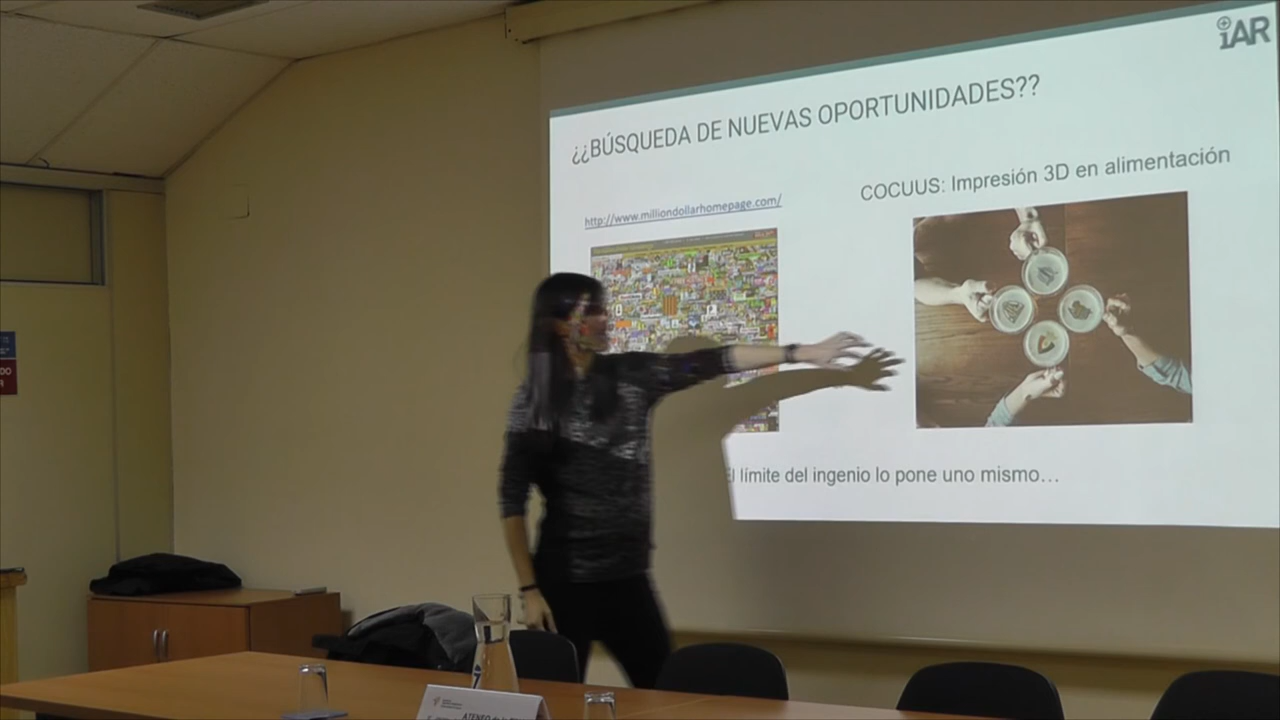 iAR
¿¿BÚSQUEDA DE NUEVAS OPORTUNIDADES??
http://www.milliondollarhomepage.com/
COCUUS: Impresión 3D en alimentación
l límite del ingenio lo pone uno mismo…
DO
ATENEO